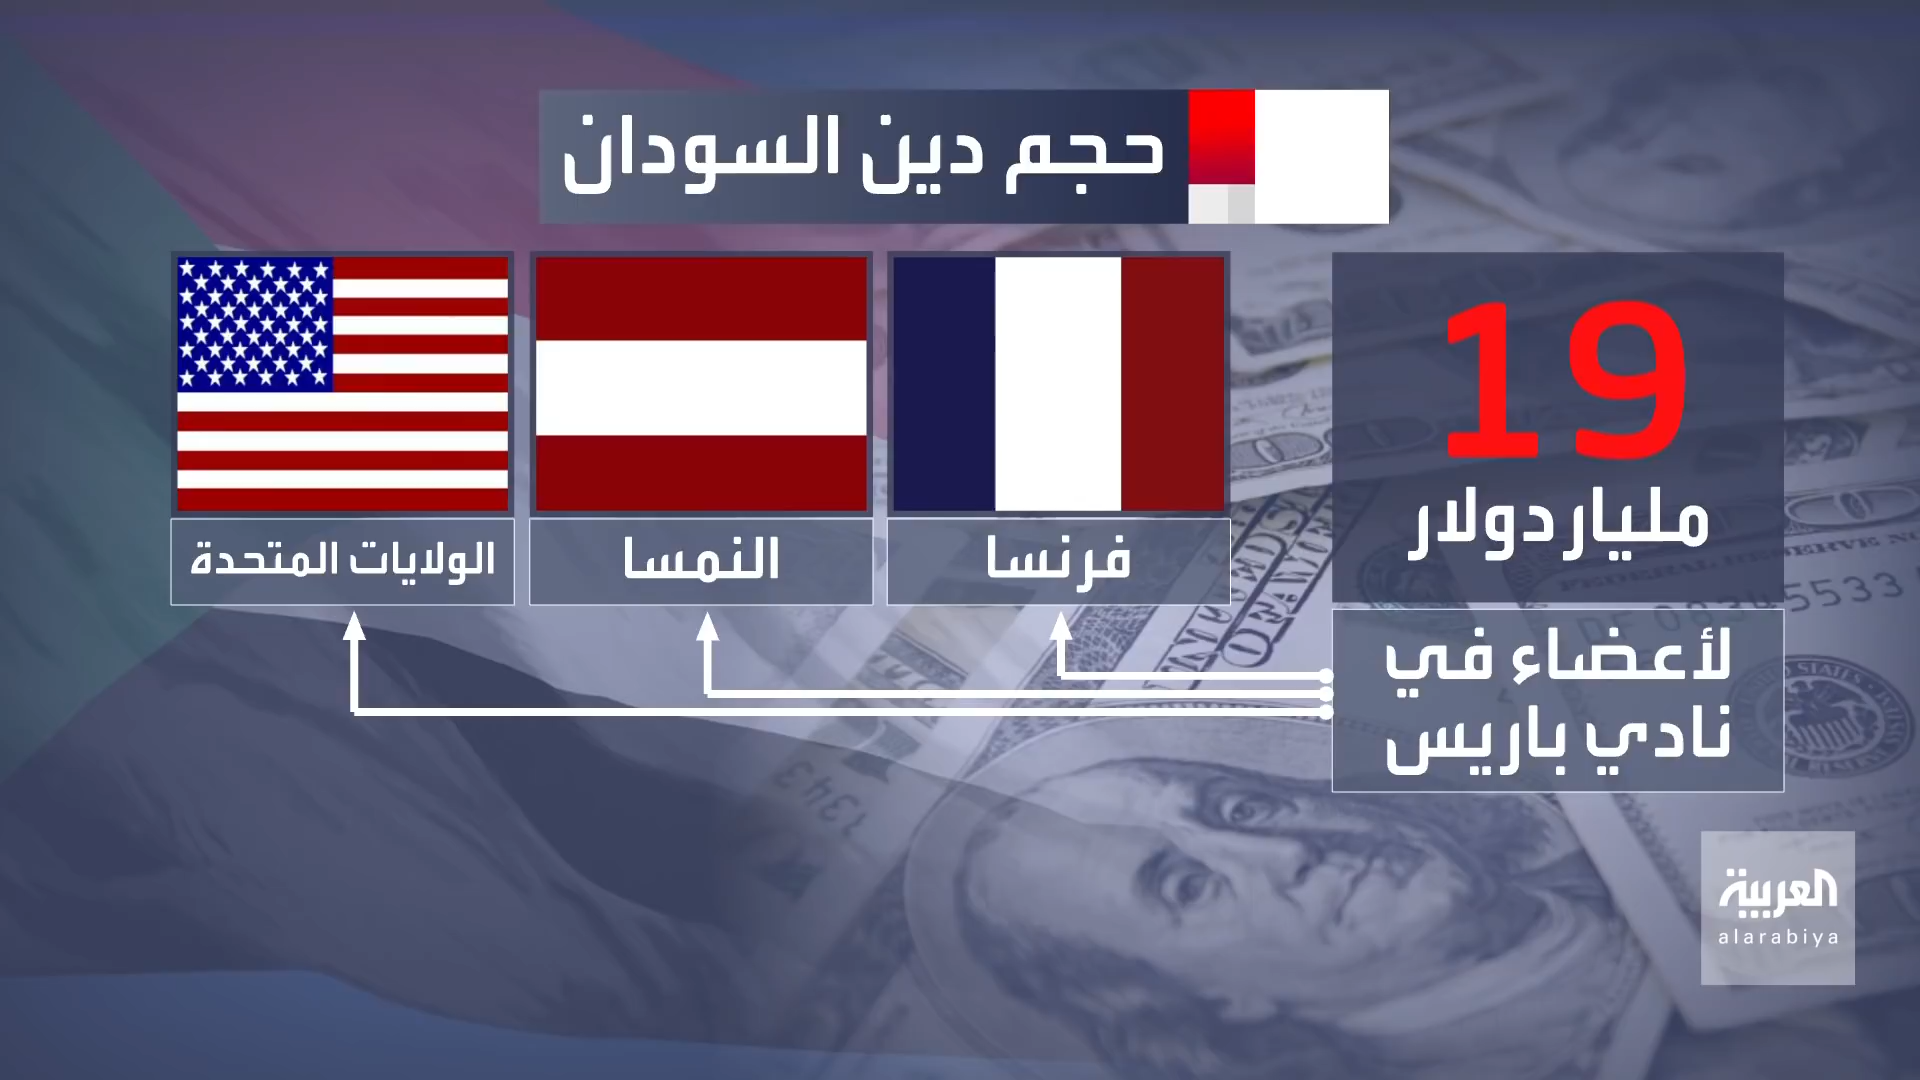 حجم دين السودان
19
مليار دولار
لأعضاء في
نادي باريس
فرنسا
النمسا
الولايات المتحدة
العربية
alarabiya